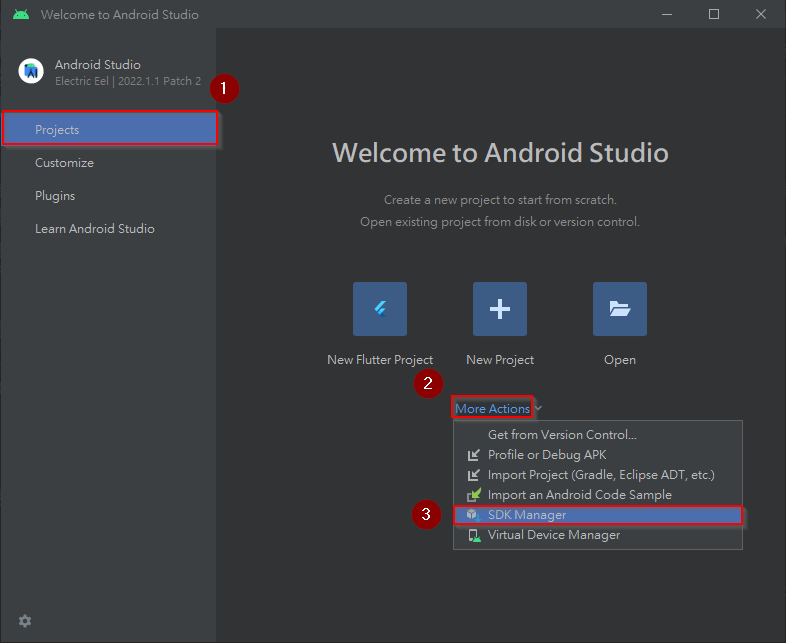 Welcome to Android Studio
Android Studio
Electric Eel | 2022.1.1 Patch 2
1
Projects
Customize
Plugins
Learn Android Studio
Welcome to Android Studio
Create a new project to start from scratch.
Open existing project from disk or version control.
New Flutter Project
New Project
Open
2
More Actions
Get from Version Control...
Profile or Debug APK
Import Project (Gradle, Eclipse ADT, etc.)
Import an Android Code Sample
3
SDK Manager
Virtual Device Manager